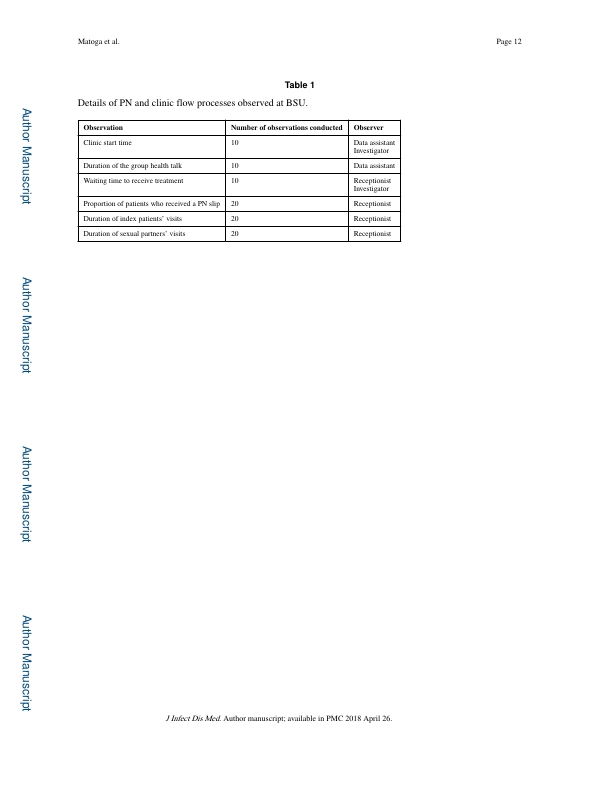 Matoga et al. Page 12
Table 1
Details of PN and clinic flow processes observed at BSU.
Observation Number of observations conducted Observer
Clinic start time 10 Data assistant
Investigator
Duration of the group health talk 10 Data assistant
Waiting time to receive treatment 10 Receptionist
Investigator
Proportion of patients who received a PN slip 20 Receptionist
Duration of index patients' visits 20 Receptionist
Duration of sexual partners' visits 20 Receptionist
J Infect Dis Med. Author manuscript; available in PMC 2018 April 26.
Author Manuscript
Author Manuscript
Author Manuscript
Author Manuscript